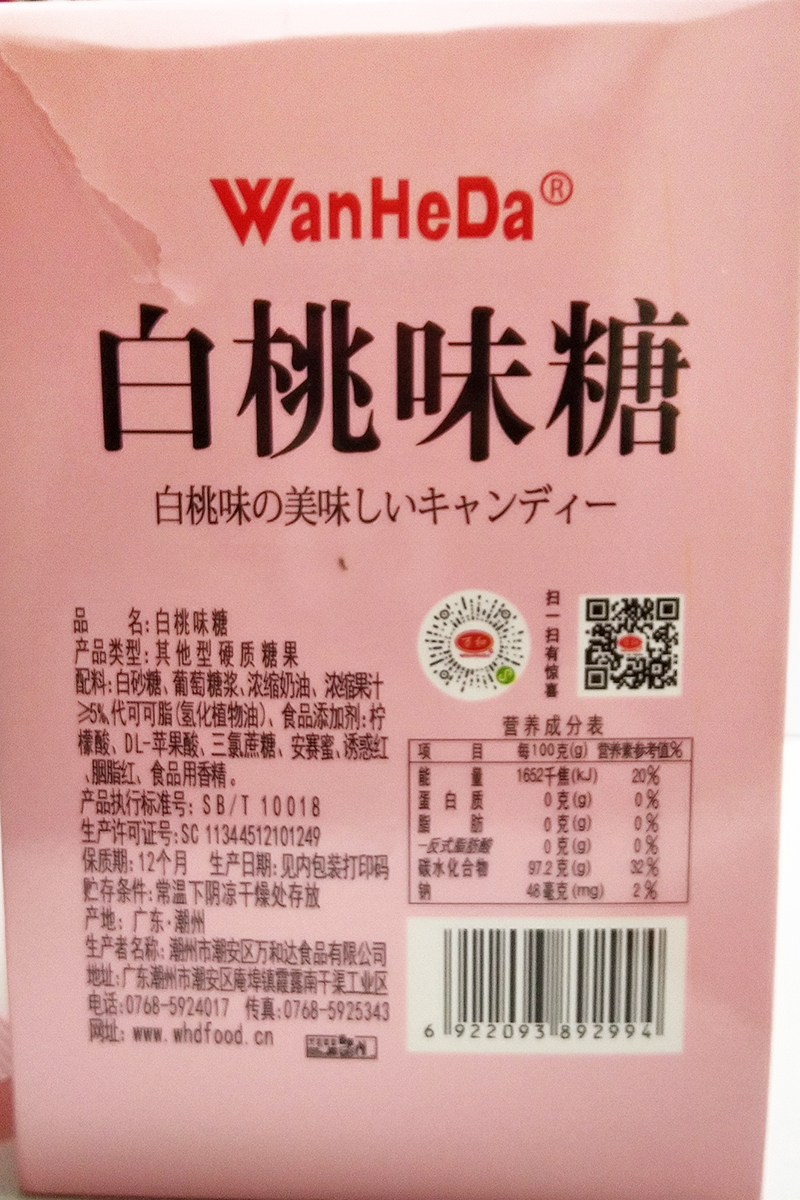 WanHeDa®
白桃味糖
白桃味の美味しいキャンディー
品名:白桃味糖
产品类型:其他型硬质糖果
配料:白砂糖、葡萄糖浆、浓缩奶油、浓缩果汁
≥5%,代可可脂(氢化植物油)、食品添加剂:柠
檬酸、DL-苹果酸、三氯蔗糖、安赛蜜,诱惑红
、胭脂红、食品用香精。
产品执行标准号: SB/T 10018
生产许可证号:SC 11344512101249
保质期:12个月 生产日期:见内包装打印码
贮存条件:常温下阴凉干燥处存放
产地: 广东·潮州
生产者名称: 潮州市潮安区万和达食品有限公司
地址:广东潮州市潮安区庵埠镇霞露南干渠工业区
电话:0768-5924017 传真:0768-5925343
网址: www.whdfood.cn
扫一扫有惊喜
营养成分表
项目 每100克(g) 营养素参考值%
能量 1652千焦(kJ) 20%
蛋白质 0克(g) 0%
脂肪 0克(g) 0%
-反式脂肪酸 0克(g) 0%
碳水化合物 97.2克(g) 32%
钠 48毫克(mg) 2%
6 922093 892994